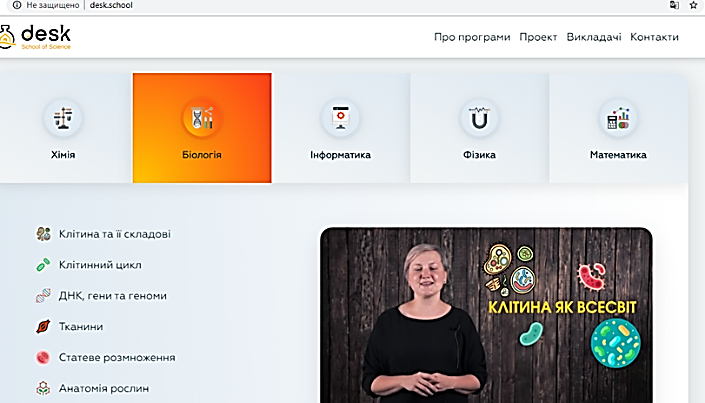 Не защищено
desk.school
desk
School of Science
Про програми Проект Викладачі Контакти
Хімія
Біологія
Інформатика
Фізика
Математика
Клітина та її складові
Клітинний цикл
ДНК, гени та геноми
Тканини
Статеве розмноження
Анатомія рослин
КЛІТИНА ЯК ВСЕСВІТ